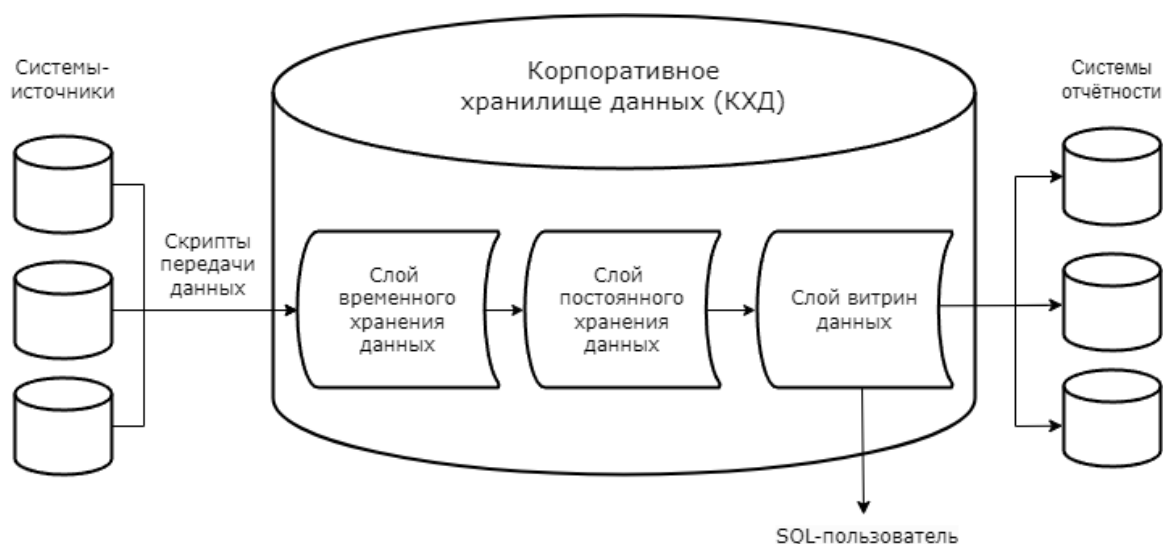 Системы-
источники
Корпоративное
хранилище данных (КХД)
Системы
отчётности
Скрипты
передачи
данных
Слой
временного
хранения
данных
Слой
постоянного
хранения
данных
Слой витрин
данных
SQL-пользователь